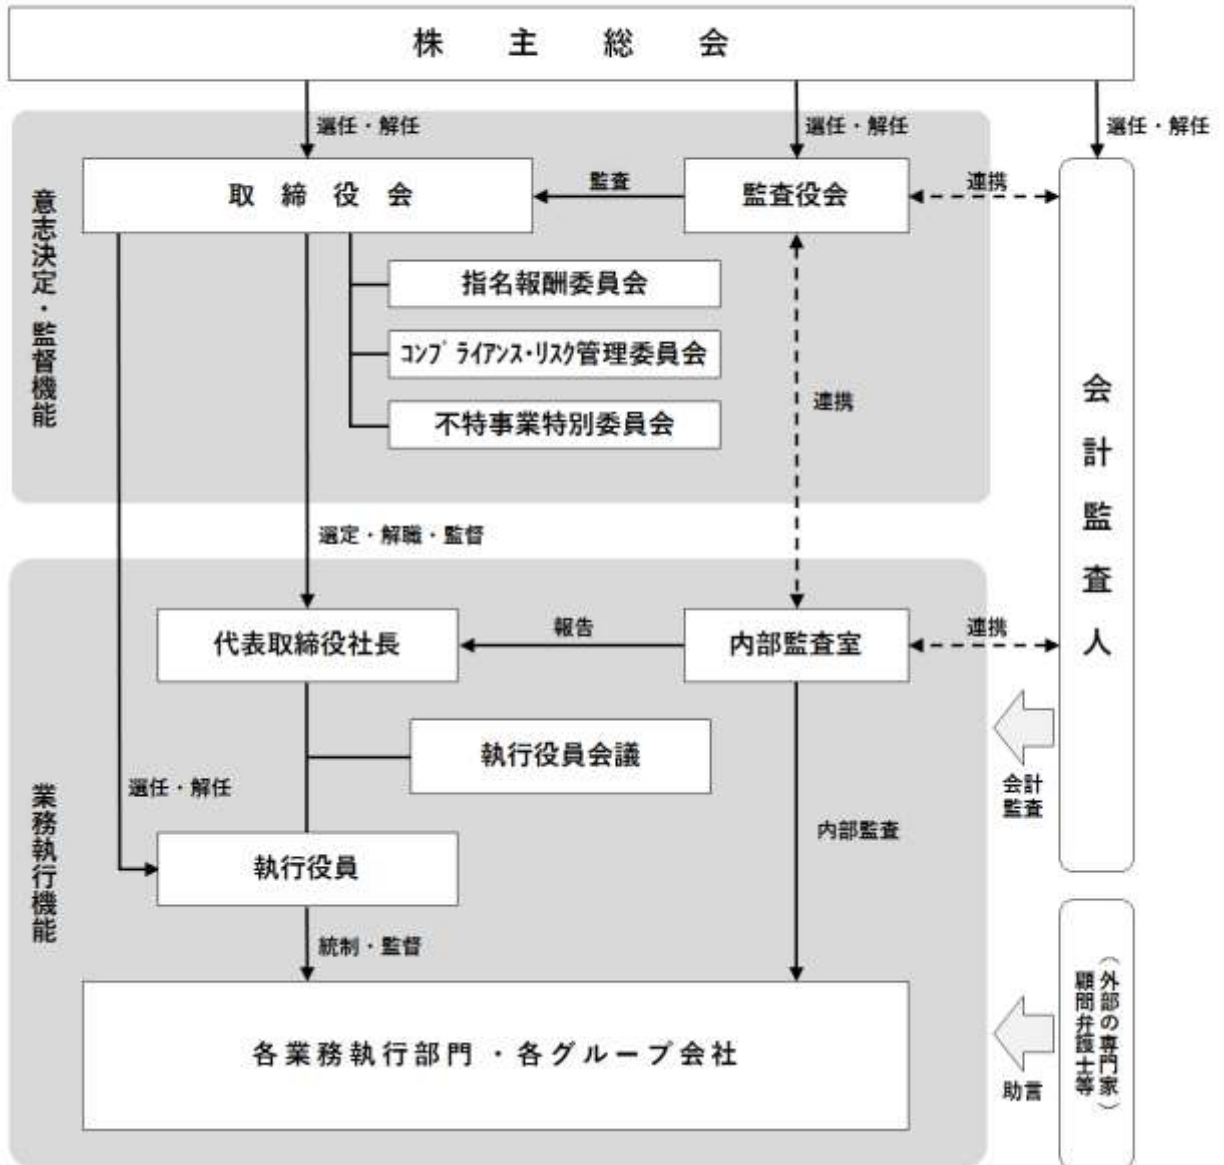 株 主 総 会
選任・解任
選任・解任
選任・解任
意志決定・監督機能
取 締 役 会
監査
監査役会
連携
指名報酬委員会
コンプライアンス・リスク管理委員会
不特事業特別委員会
連携
会計監査人
選定・解職・監督
業務執行機能
代表取締役社長
報告
内部監査室
連携
執行役員会議
会計
監査
選任・解任
内部監査
執行役員
統制・監督
各業務執行部門・各グループ会社
助言
（外部の専門家）
顧問弁護士等